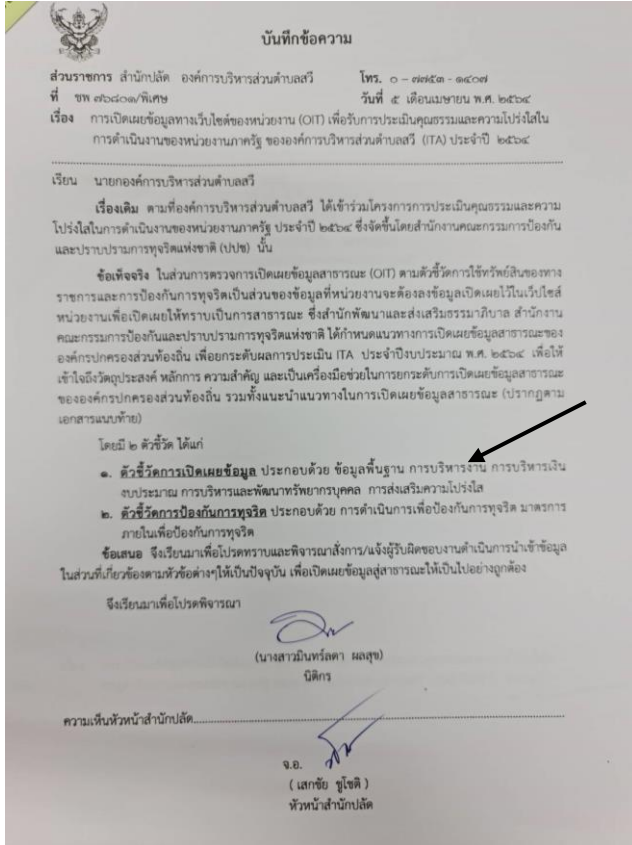 บันทึกข้อความ
ส่วนราชการ สำนักปลัด องค์การบริหารส่วนตำบลสวี โทร. ๐ – ๗๗๕๓ - ๑๔๐๗
ที่ ชพ ๗๖๘๐๑/พิเศษ วันที่ ๕ เดือนเมษายน พ.ศ. ๒๕๖๔
เรื่อง การเปิดเผยข้อมูลทางเว็บไซต์ของหน่วยงาน (OIT) เพื่อรับการประเมินคุณธรรมและความโปร่งใสใน
การดำเนินงานของหน่วยงานภาครัฐ ขององค์การบริหารส่วนตำบลสวี (ITA) ประจำปี ๒๕๖๔
เรียน นายกองค์การบริหารส่วนตำบลสวี
เรื่องเดิม ตามที่องค์การบริหารส่วนตำบลสวี ได้เข้าร่วมโครงการการประเมินคุณธรรมและความ
โปร่งใสในการดำเนินงานของหน่วยงานภาครัฐ ประจำปี ๒๕๖๔ ซึ่งจัดขึ้นโดยสำนักงานคณะกรรมการป้องกัน
และปราบปรามการทุจริตแห่งชาติ (ปปช) นั้น
ข้อเท็จจริง ในส่วนการตรวจการเปิดเผยข้อมูลสาธารณะ (OIT) ตามตัวชี้วัดการใช้ทรัพย์สินของทาง
ราชการและการป้องกันการทุจริตเป็นส่วนของข้อมูลที่หน่วยงานจะต้องลงข้อมูลเปิดเผยไว้ในเว็บไซส์
หน่วยงานเพื่อเปิดเผยให้ทราบเป็นการสาธารณะ ซึ่งสำนักพัฒนาและส่งเสริมธรรมาภิบาล สำนักงาน
คณะกรรมการป้องกันและปราบปรามการทุจริตแห่งชาติ ได้กำหนดแนวทางการเปิดเผยข้อมูลสาธารณะของ
องค์กรปกครองส่วนท้องถิ่น เพื่อยกระดับผลการประเมิน ITA ประจำปีงบประมาณ พ.ศ. ๒๕๖๔ เพื่อให้
เข้าใจถึงวัตถุประสงค์ หลักการ ความสำคัญ และเป็นเครื่องมือช่วยในการยกระดับการเปิดเผยข้อมูลสาธารณะ
ขององค์กรปกครองส่วนท้องถิ่น รวมทั้งแนะนำแนวทางในการเปิดเผยข้อมูลสาธารณะ (ปรากฏตาม
เอกสารแนบท้าย)
โดยมี ๒ ตัวชี้วัด ได้แก่
๑. ตัวชี้วัดการเปิดเผยข้อมูล ประกอบด้วย ข้อมูลพื้นฐาน การบริหารงาน การบริหารเงิน
งบประมาณ การบริหารและพัฒนาทรัพยากรบุคคล การส่งเสริมความโปร่งใส
๒. ตัวชี้วัดการป้องกันการทุจริต ประกอบด้วย การดำเนินการเพื่อป้องกันการทุจริต มาตรการ
ภายในเพื่อป้องกันการทุจริต
ข้อเสนอ จึงเรียนมาเพื่อโปรดทราบและพิจารณาสั่งการ/แจ้งผู้รับผิดชอบงานดำเนินการนำเข้าข้อมูล
ในส่วนที่เกี่ยวข้องตามหัวข้อต่างๆให้เป็นปัจจุบัน เพื่อเปิดเผยข้อมูลสู่สาธารณะให้เป็นไปอย่างถูกต้อง
จึงเรียนมาเพื่อโปรดพิจารณา
(นางสาวมินทร์ลดา ผลสุข)
นิติกร
ความเห็นหัวหน้าสำนักปลัด
จ.อ.
( เสกชัย ชูโชติ )
หัวหน้าสำนักปลัด